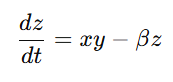 dz/dt = xy − βz